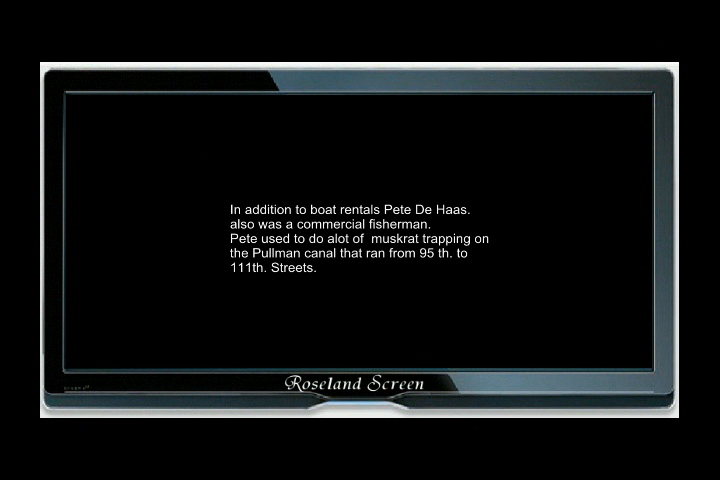 In addition to boat rentals Pete De Haas.
also was a commercial fisherman.
Pete used to do alot of  muskrat trapping on
the Pullman canal that ran from 95 th. to
111th. Streets.
Roseland Screen